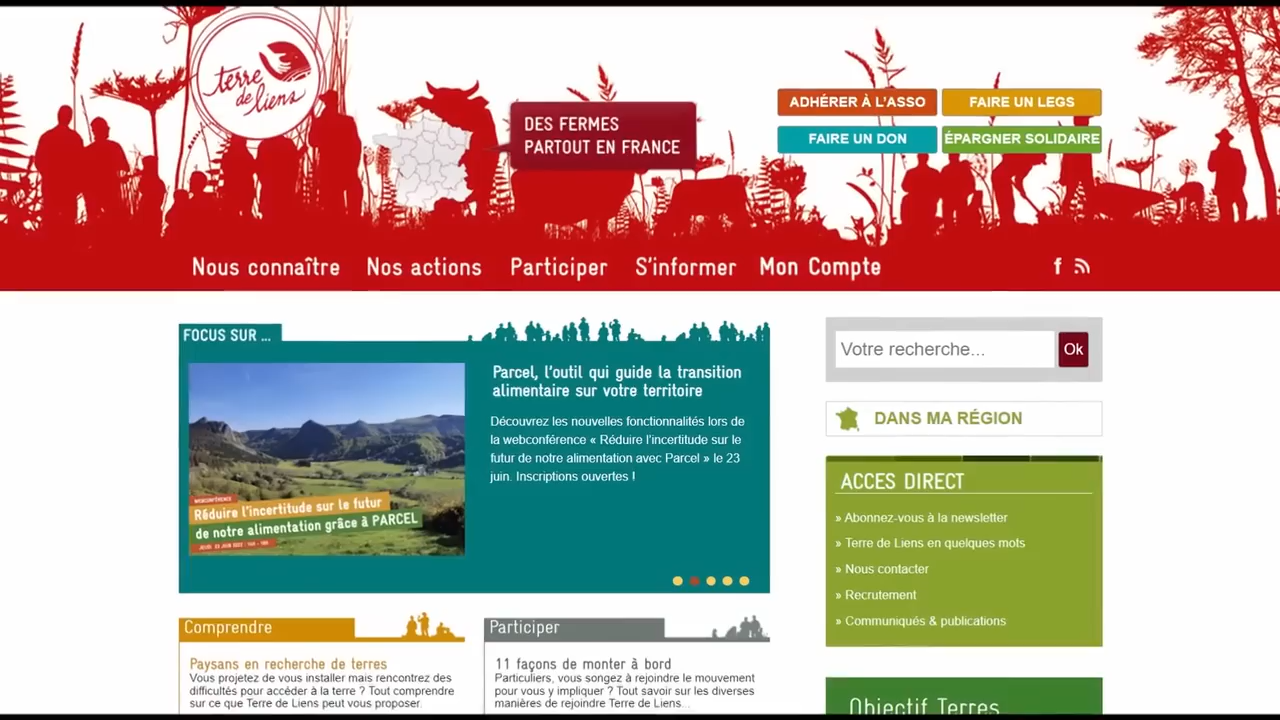 terre
de liens
DES FERMES
PARTOUT EN FRANCE
ADHÉRER À L'ASSO
FAIRE UN LEGS
FAIRE UN DON
ÉPARGNER SOLIDAIRE
Nous connaître
Nos actions
Participer
S'informer
Mon Compte
f
FOCUS SUR ...
WEBCONFÉRENCE
Réduire l'incertitude sur le futur
de notre alimentation grâce à PARCEL
JEUDI 23 JUIN 2022 | 14H - 16H
Parcel, l'outil qui guide la transition
alimentaire sur votre territoire
Découvrez les nouvelles fonctionnalités lors de
la webconférence « Réduire l'incertitude sur le
futur de notre alimentation avec Parcel » le 23
juin. Inscriptions ouvertes !
Votre recherche...
Ok
DANS MA RÉGION
ACCES DIRECT
» Abonnez-vous à la newsletter
» Terre de Liens en quelques mots
» Nous contacter
» Recrutement
» Communiqués & publications
Comprendre
Paysans en recherche de terres
Vous projetez de vous installer mais rencontrez des
difficultés pour accéder à la terre ? Tout comprendre
sur ce que Terre de Liens peut vous proposer.
Participer
11 façons de monter à bord
Particuliers, vous songez à rejoindre le mouvement
pour vous y impliquer ? Tout savoir sur les diverses
manières de rejoindre Terre de Liens...
Objectif Terres